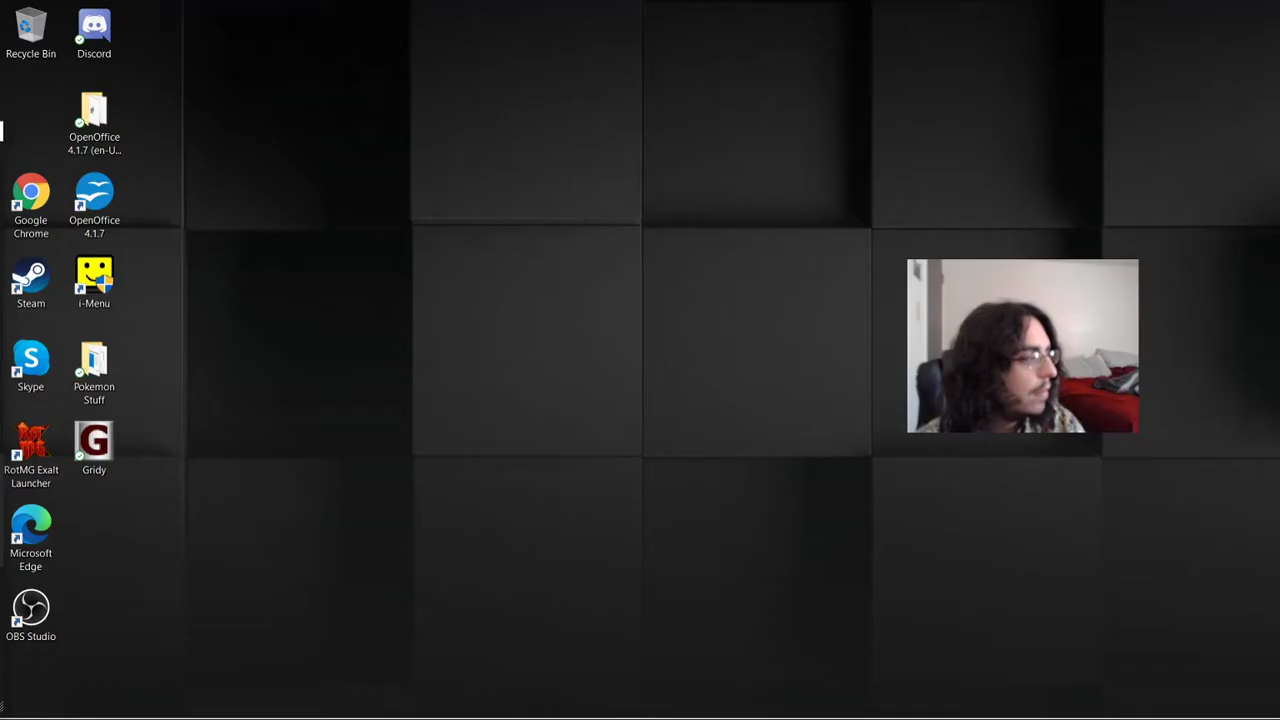 Recycle Bin
Discord
OpenOffice
4.1.7 (en-U...
Google
Chrome
OpenOffice
4.1.7
Steam
i-Menu
Skype
Pokemon
Stuff
RotMG
RotMG Exalt
Launcher
G
Gridy
Microsoft
Edge
OBS Studio